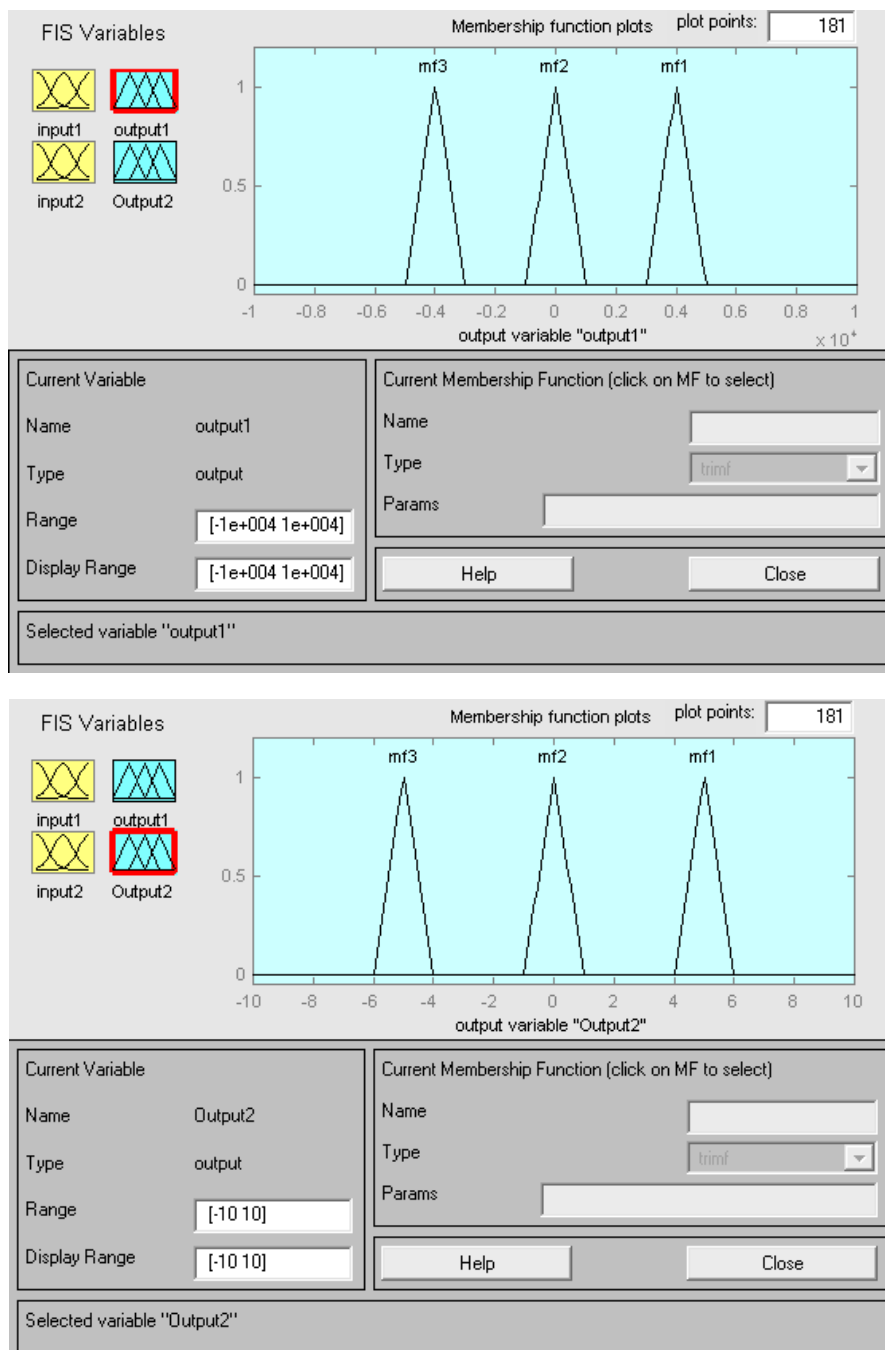 FIS Variables
Membership function plots plot points: 181
mf3 mf2 mf1
1
input1 output1
0.5
input2 Output2
0
-1 -0.8 -0.6 -0.4 -0.2 0 0.2 0.4 0.6 0.8 1
output variable "output1"
x 10⁴
Current Variable
Name output1
Type output
Range [-1e+004 1e+004]
Display Range [-1e+004 1e+004]
Current Membership Function (click on MF to select)
Name
Type trimf
Params
Help Close
Selected variable "output1"
FIS Variables
Membership function plots plot points: 181
mf3 mf2 mf1
1
input1 output1
0.5
input2 Output2
0
-10 -8 -6 -4 -2 0 2 4 6 8 10
output variable "Output2"
Current Variable
Name Output2
Type output
Range [-10 10]
Display Range [-10 10]
Current Membership Function (click on MF to select)
Name
Type trimf
Params
Help Close
Selected variable "Output2"